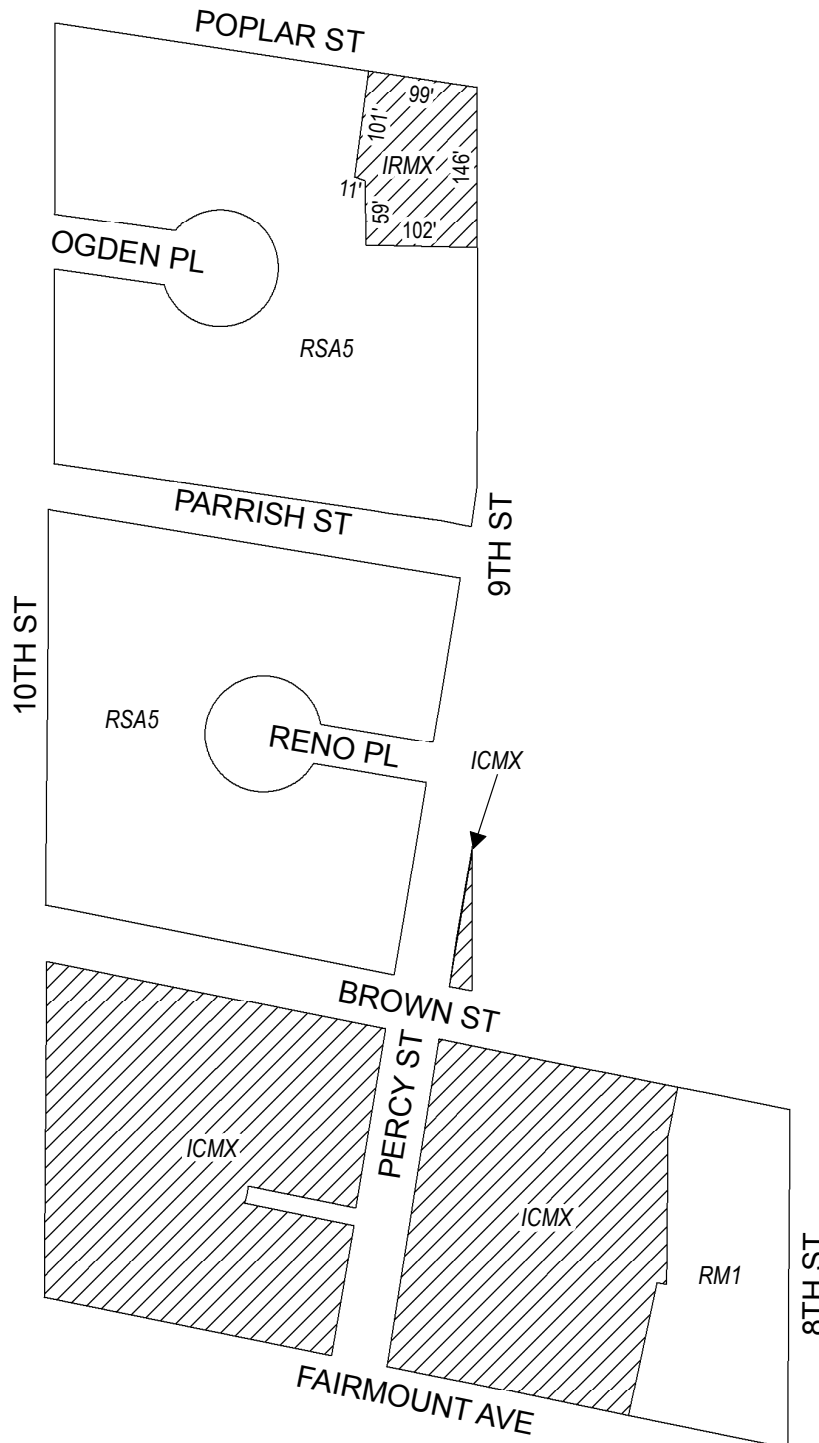 POPLAR ST
99'
101'
IRMX
146'
11'
59'
102'
OGDEN PL
RSA5
PARRISH ST
9TH ST
10TH ST
RSA5
RENO PL
ICMX
BROWN ST
PERCY ST
ICMX
ICMX
RM1
8TH ST
FAIRMOUNT AVE